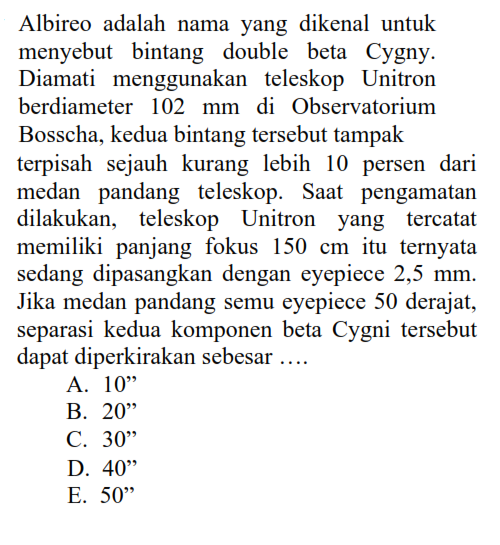 Albireo adalah nama yang dikenal untuk
menyebut bintang double beta Cygny.
Diamati menggunakan teleskop Unitron
berdiameter 102 mm di Observatorium
Bosscha, kedua bintang tersebut tampak
terpisah sejauh kurang lebih 10 persen dari
medan pandang teleskop. Saat pengamatan
dilakukan, teleskop Unitron yang tercatat
memiliki panjang fokus 150 cm itu ternyata
sedang dipasangkan dengan eyepiece 2,5 mm.
Jika medan pandang semu eyepiece 50 derajat,
separasi kedua komponen beta Cygni tersebut
dapat diperkirakan sebesar ….
A. 10”
B. 20”
C. 30”
D. 40”
E. 50”